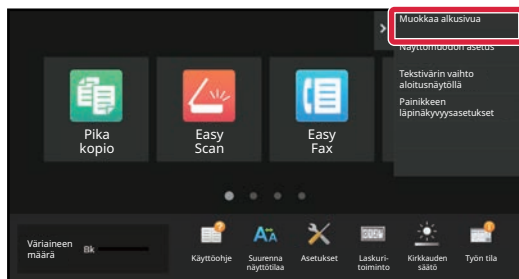 Muokkaa alkusivua
Näyttömuodon asetus
Tekstivärin vaihto
aloitusnäytöllä
Painikkeen
läpinäkyvyysasetukset
Pika
kopio
Easy
Scan
Easy
Fax
Väriaineen
määrä
Bk
Käyttöohje
Suurenna
näyttötilaa
Asetukset
Laskuri-
toiminto
Kirkkauden
säätö
Työn tila